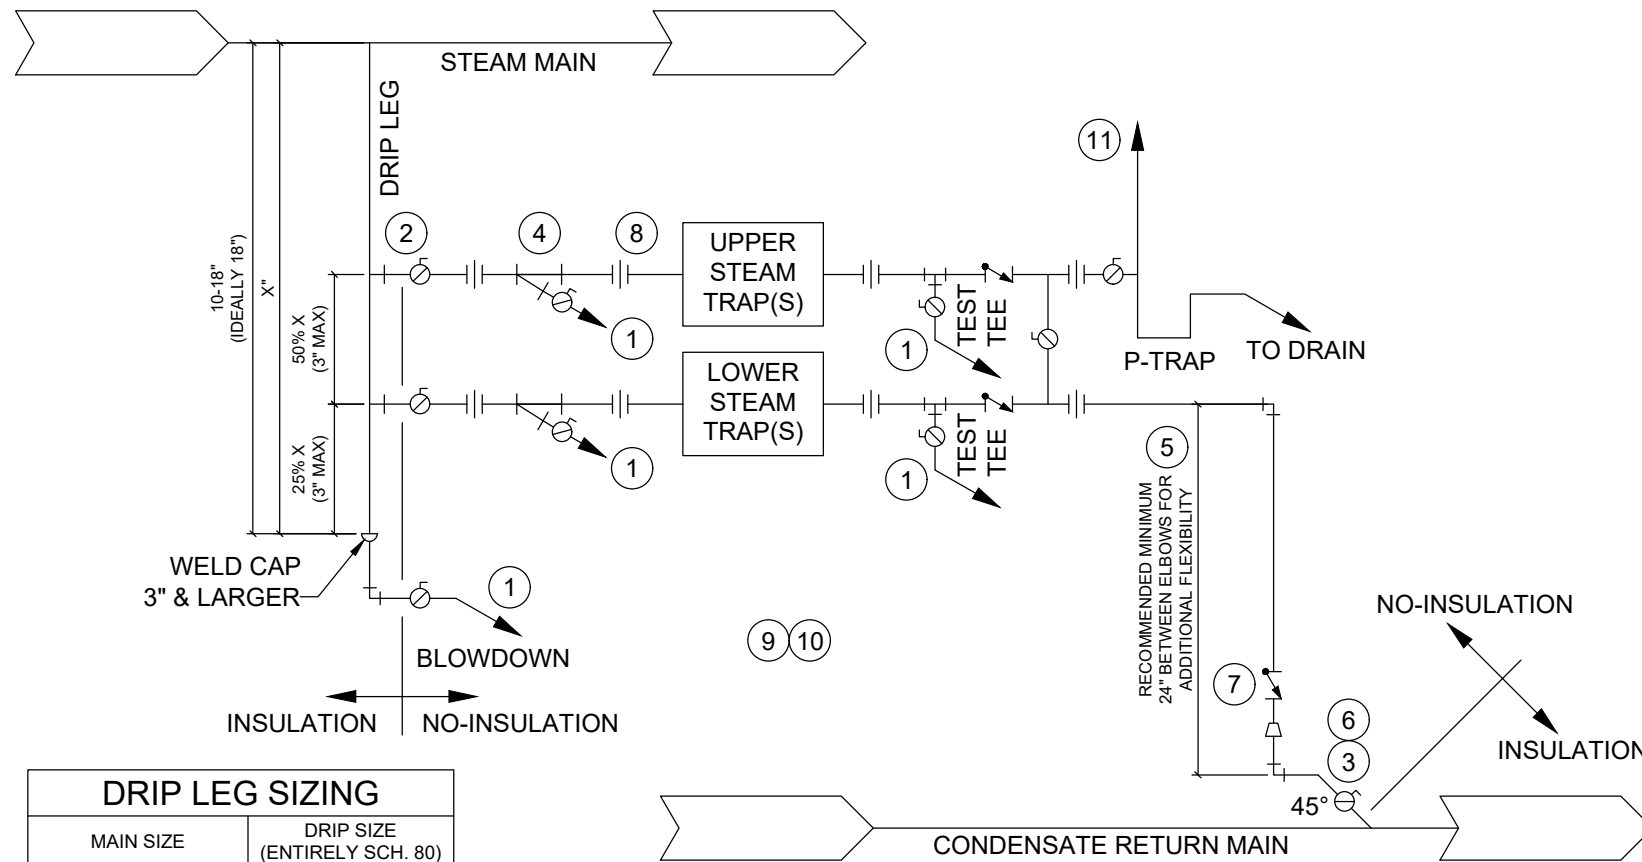 STEAM MAIN
DRIP LEG
10-18"
(IDEALLY 18")
X"
50% X
(3" MAX)
25% X
(3" MAX)
2
4
8
11
UPPER
STEAM
TRAP(S)
1
1
TEST
TEE
P-TRAP
TO DRAIN
LOWER
STEAM
TRAP(S)
1
1
TEST
TEE
5
RECOMMENDED MINIMUM
24" BETWEEN ELBOWS FOR
ADDITIONAL FLEXIBILITY
WELD CAP
3" & LARGER
1
BLOWDOWN
9
10
INSULATION
NO-INSULATION
7
6
3
45°
NO-INSULATION
INSULATION
CONDENSATE RETURN MAIN
DRIP LEG SIZING
MAIN SIZE
DRIP SIZE
(ENTIRELY SCH. 80)